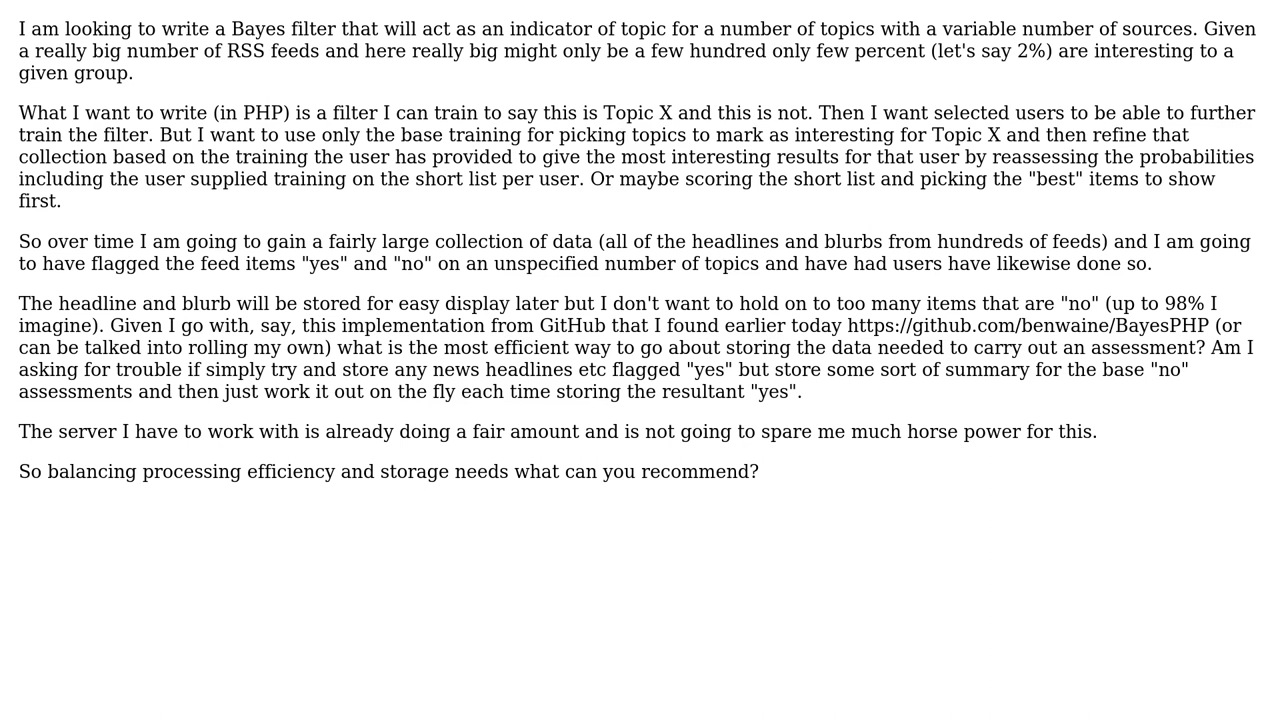 I am looking to write a Bayes filter that will act as an indicator of topic for a number of topics with a variable number of sources. Given
a really big number of RSS feeds and here really big might only be a few hundred only few percent (let's say 2%) are interesting to a
given group.
What I want to write (in PHP) is a filter I can train to say this is Topic X and this is not. Then I want selected users to be able to further
train the filter. But I want to use only the base training for picking topics to mark as interesting for Topic X and then refine that
collection based on the training the user has provided to give the most interesting results for that user by reassessing the probabilities
including the user supplied training on the short list per user. Or maybe scoring the short list and picking the "best" items to show
first.
So over time I am going to gain a fairly large collection of data (all of the headlines and blurbs from hundreds of feeds) and I am going
to have flagged the feed items "yes" and "no" on an unspecified number of topics and have had users have likewise done so.
The headline and blurb will be stored for easy display later but I don't want to hold on to too many items that are "no" (up to 98% I
imagine). Given I go with, say, this implementation from GitHub that I found earlier today https://github.com/benwaine/BayesPHP (or
can be talked into rolling my own) what is the most efficient way to go about storing the data needed to carry out an assessment? Am I
asking for trouble if simply try and store any news headlines etc flagged "yes" but store some sort of summary for the base "no"
assessments and then just work it out on the fly each time storing the resultant "yes".
The server I have to work with is already doing a fair amount and is not going to spare me much horse power for this.
So balancing processing efficiency and storage needs what can you recommend?